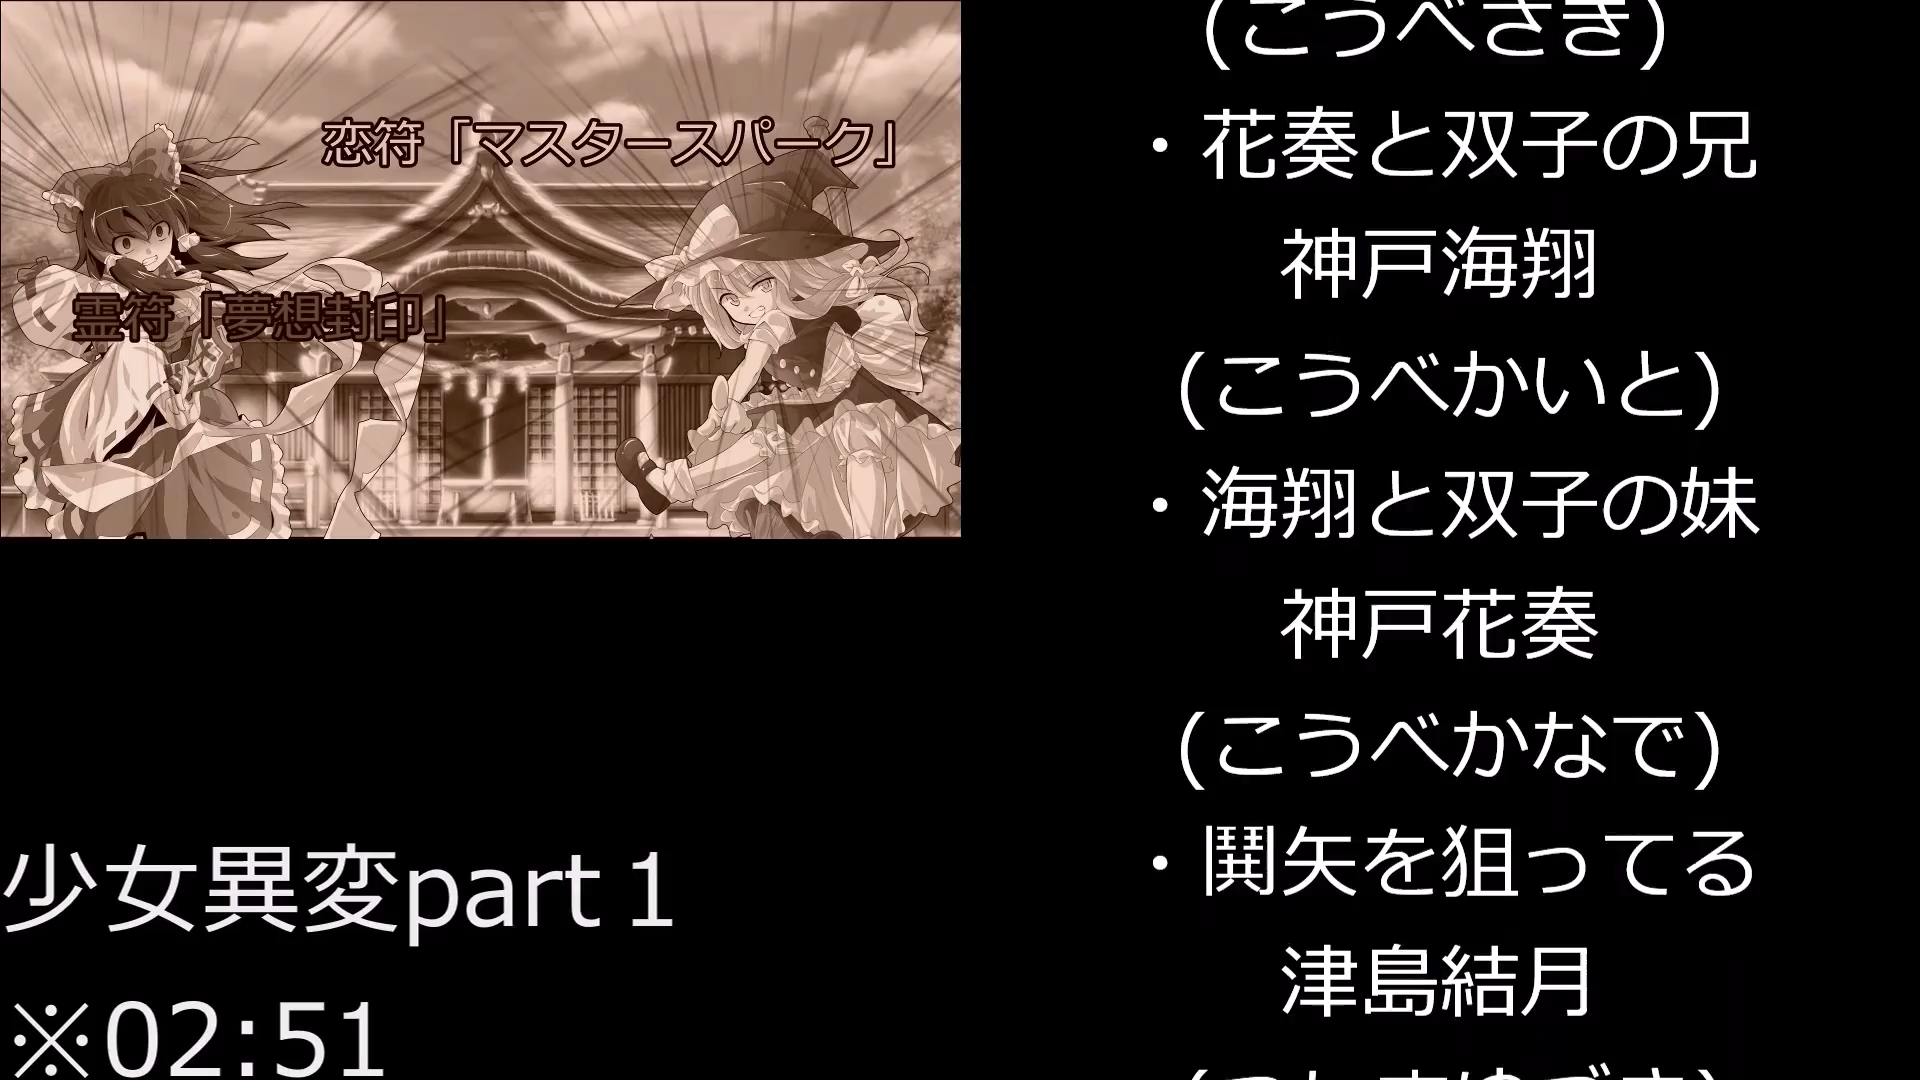 恋符「マスタースパーク」
霊符「夢想封印」
少女異変part１
※02:51
(こうべさき)
・花奏と双子の兄
神戸海翔
(こうべかいと)
・海翔と双子の妹
神戸花奏
(こうべかなで)
・鬨矢を狙ってる
津島結月